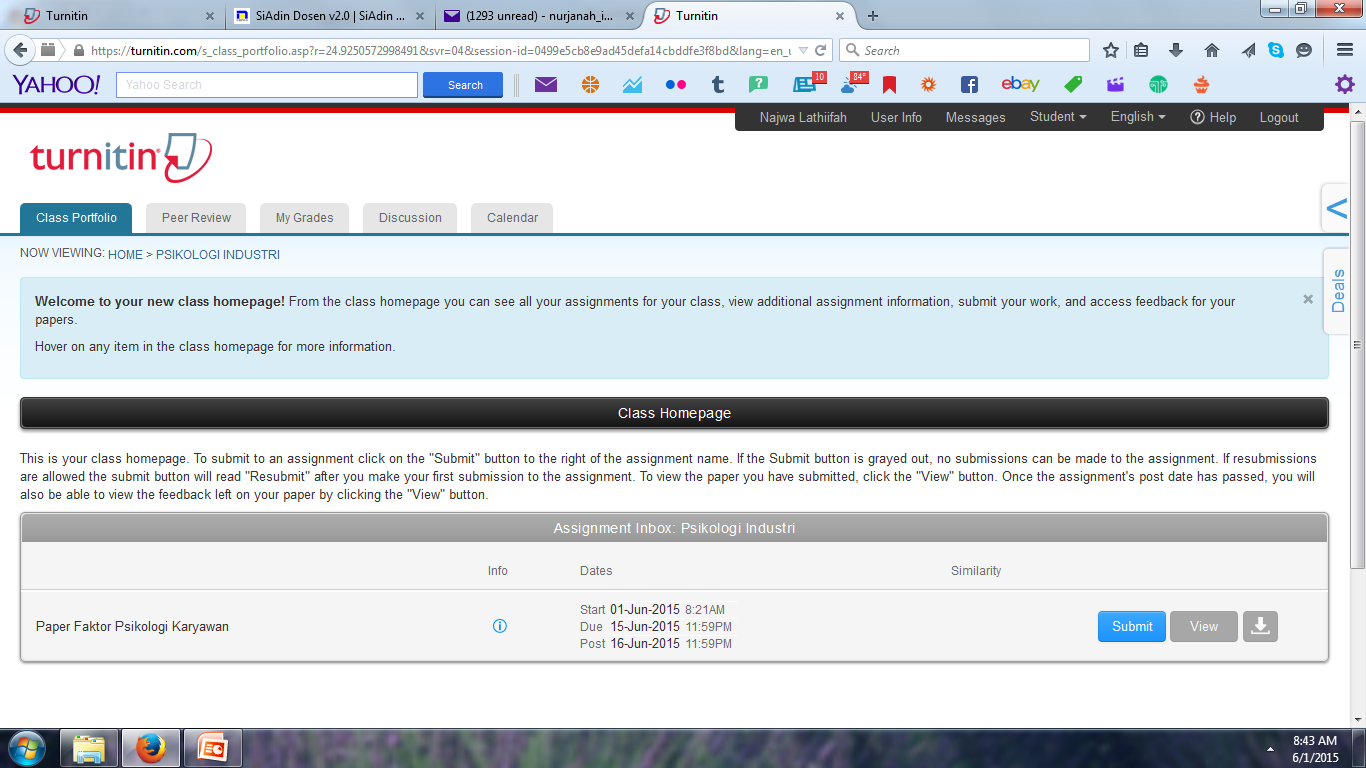 Turnitin
SiAdin Dosen v2.0 | SiAdin ...
(1293 unread) - nurjanah_i...
Turnitin
https://turnitin.com/s_class_portfolio.asp?r=24.9250572998491&svr=04&session-id=0499e5cb8e9ad45defa14cbddfe3f8bd&lang=en_u
Search
YAHOO!
Yahoo Search
Search
10
84°
ebay
Najwa Lathiifah
User Info
Messages
Student
English
Help
Logout
turnitin
Class Portfolio
Peer Review
My Grades
Discussion
Calendar
NOW VIEWING: HOME > PSIKOLOGI INDUSTRI
Deals
Welcome to your new class homepage! From the class homepage you can see all your assignments for your class, view additional assignment information, submit your work, and access feedback for your
papers.
Hover on any item in the class homepage for more information.
Class Homepage
This is your class homepage. To submit to an assignment click on the "Submit" button to the right of the assignment name. If the Submit button is grayed out, no submissions can be made to the assignment. If resubmissions
are allowed the submit button will read "Resubmit" after you make your first submission to the assignment. To view the paper you have submitted, click the "View" button. Once the assignment's post date has passed, you will
also be able to view the feedback left on your paper by clicking the "View" button.
Assignment Inbox: Psikologi Industri
Info
Dates
Similarity
Paper Faktor Psikologi Karyawan
Start 01-Jun-2015 8:21AM
Due 15-Jun-2015 11:59PM
Post 16-Jun-2015 11:59PM
Submit
View
8:43 AM
6/1/2015